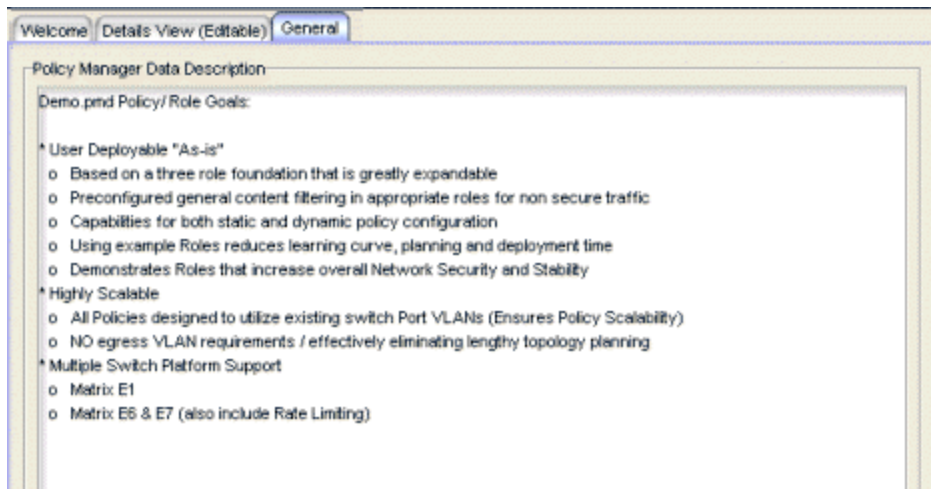 Welcome Details View (Editable) General
Policy Manager Data Description
Demo.pmd Policy/ Role Goals:
* User Deployable "As-is"
o Based on a three role foundation that is greatly expandable
o Preconfigured general content filtering in appropriate roles for non secure traffic
o Capabilities for both static and dynamic policy configuration
o Using example Roles reduces learning curve, planning and deployment time
o Demonstrates Roles that increase overall Network Security and Stability
* Highly Scalable
o All Policies designed to utilize existing switch Port VLANs (Ensures Policy Scalability)
o NO egress VLAN requirements / effectively eliminating lengthy topology planning
* Multiple Switch Platform Support
o Matrix E1
o Matrix E6 & E7 (also include Rate Limiting)